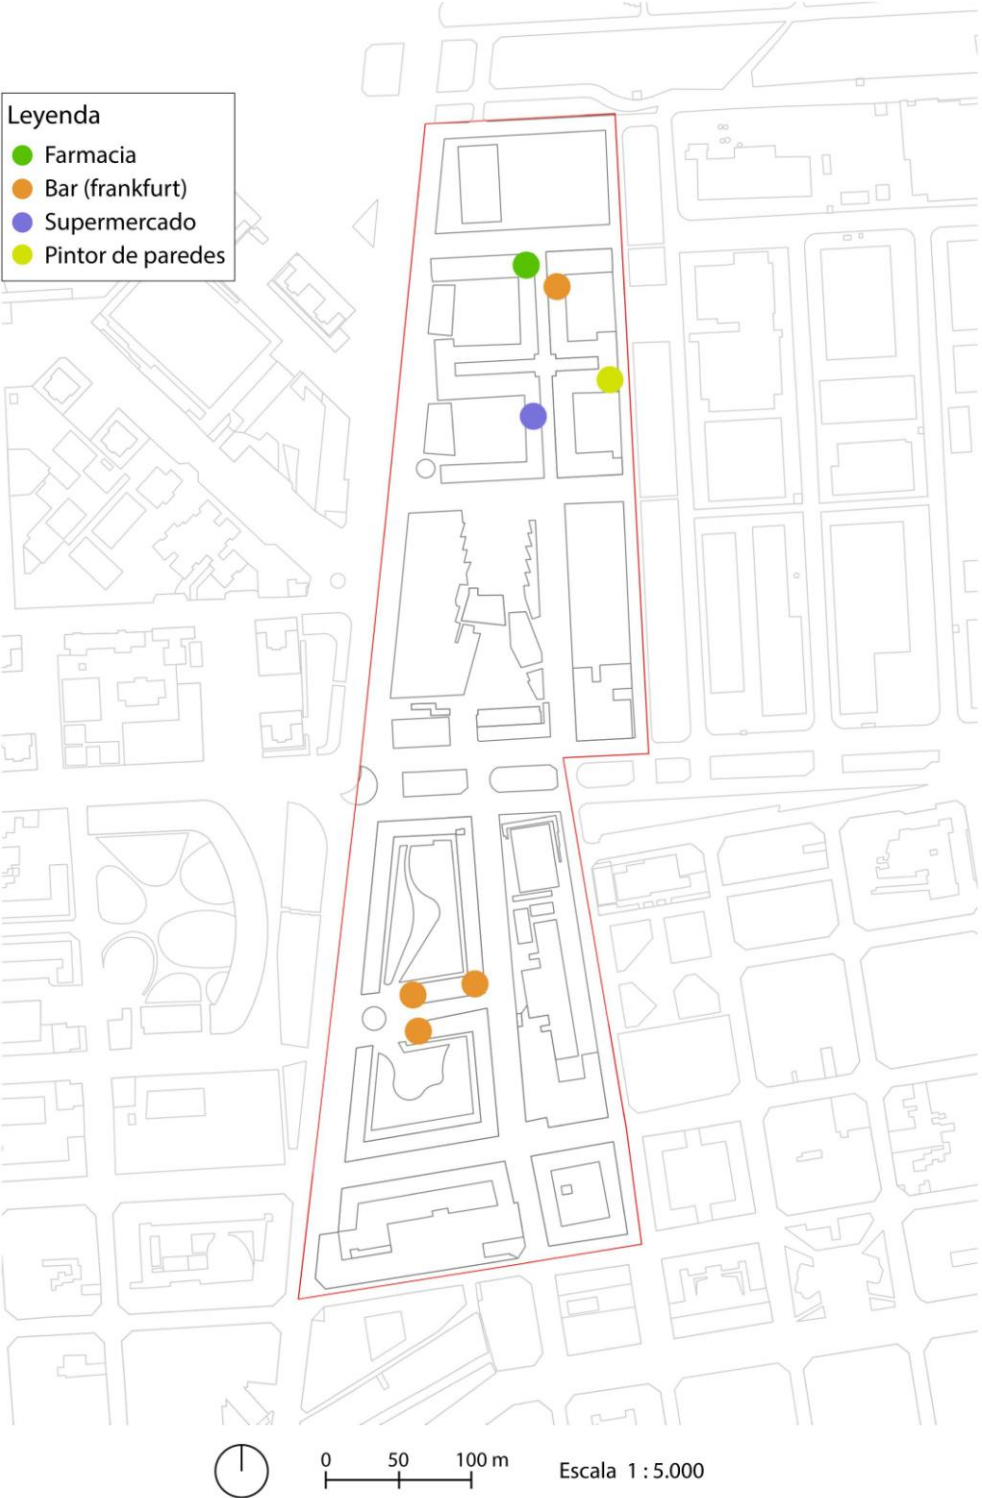 Leyenda
Farmacia
Bar (frankfurt)
Supermercado
Pintor de paredes
0 50 100 m
Escala 1 : 5.000